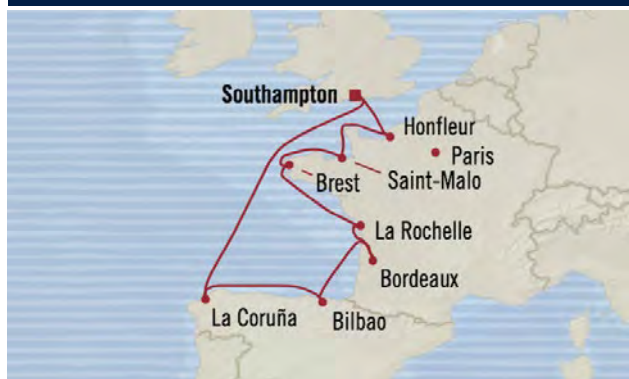 Southampton
Honfleur
Paris
Brest
Saint-Malo
La Rochelle
Bordeaux
La Coruña
Bilbao